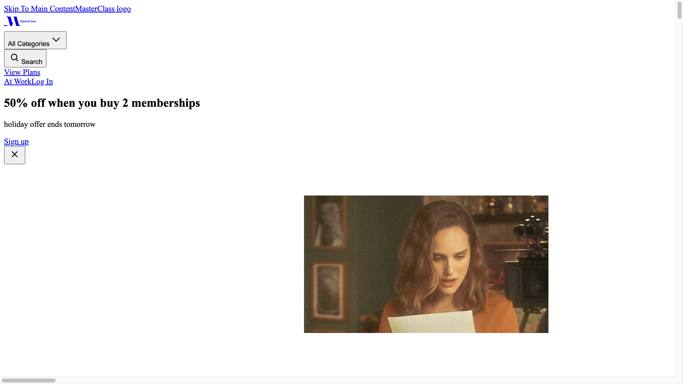 Skip To Main ContentMasterClass logo
MasterClass
All Categories
Search
View Plans
At WorkLog In
50% off when you buy 2 memberships
holiday offer ends tomorrow
Sign up